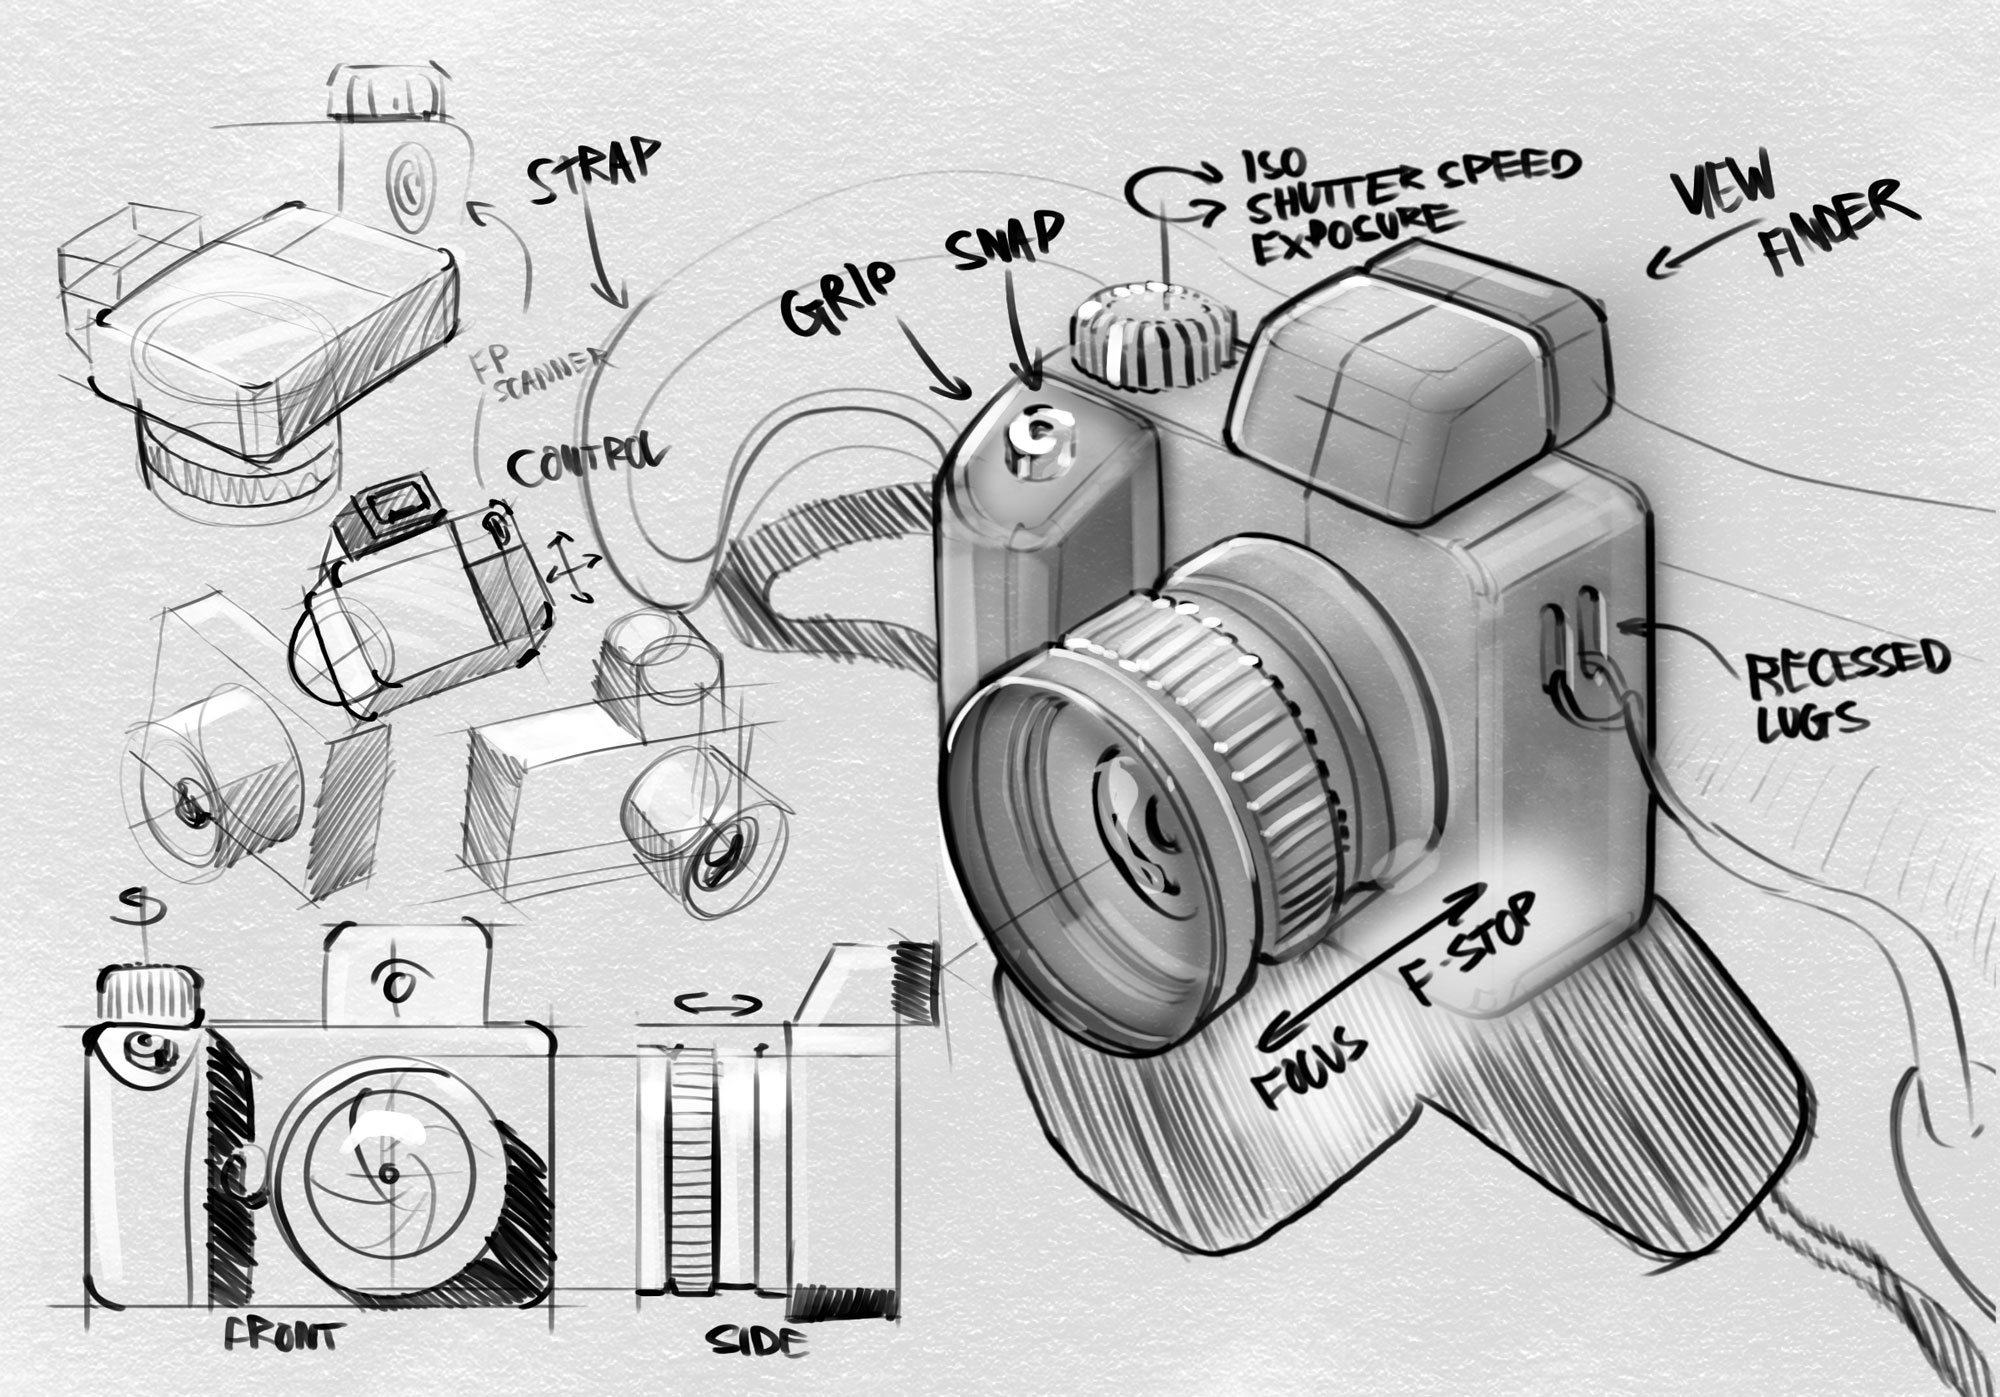 STRAP
ISO
SHUTTER SPEED
EXPOSURE
VIEW
FINDER
SNAP
GRIP
FP
SCANNER
CONTROL
RECESSED
LUGS
F-STOP
FOCUS
FRONT
SIDE